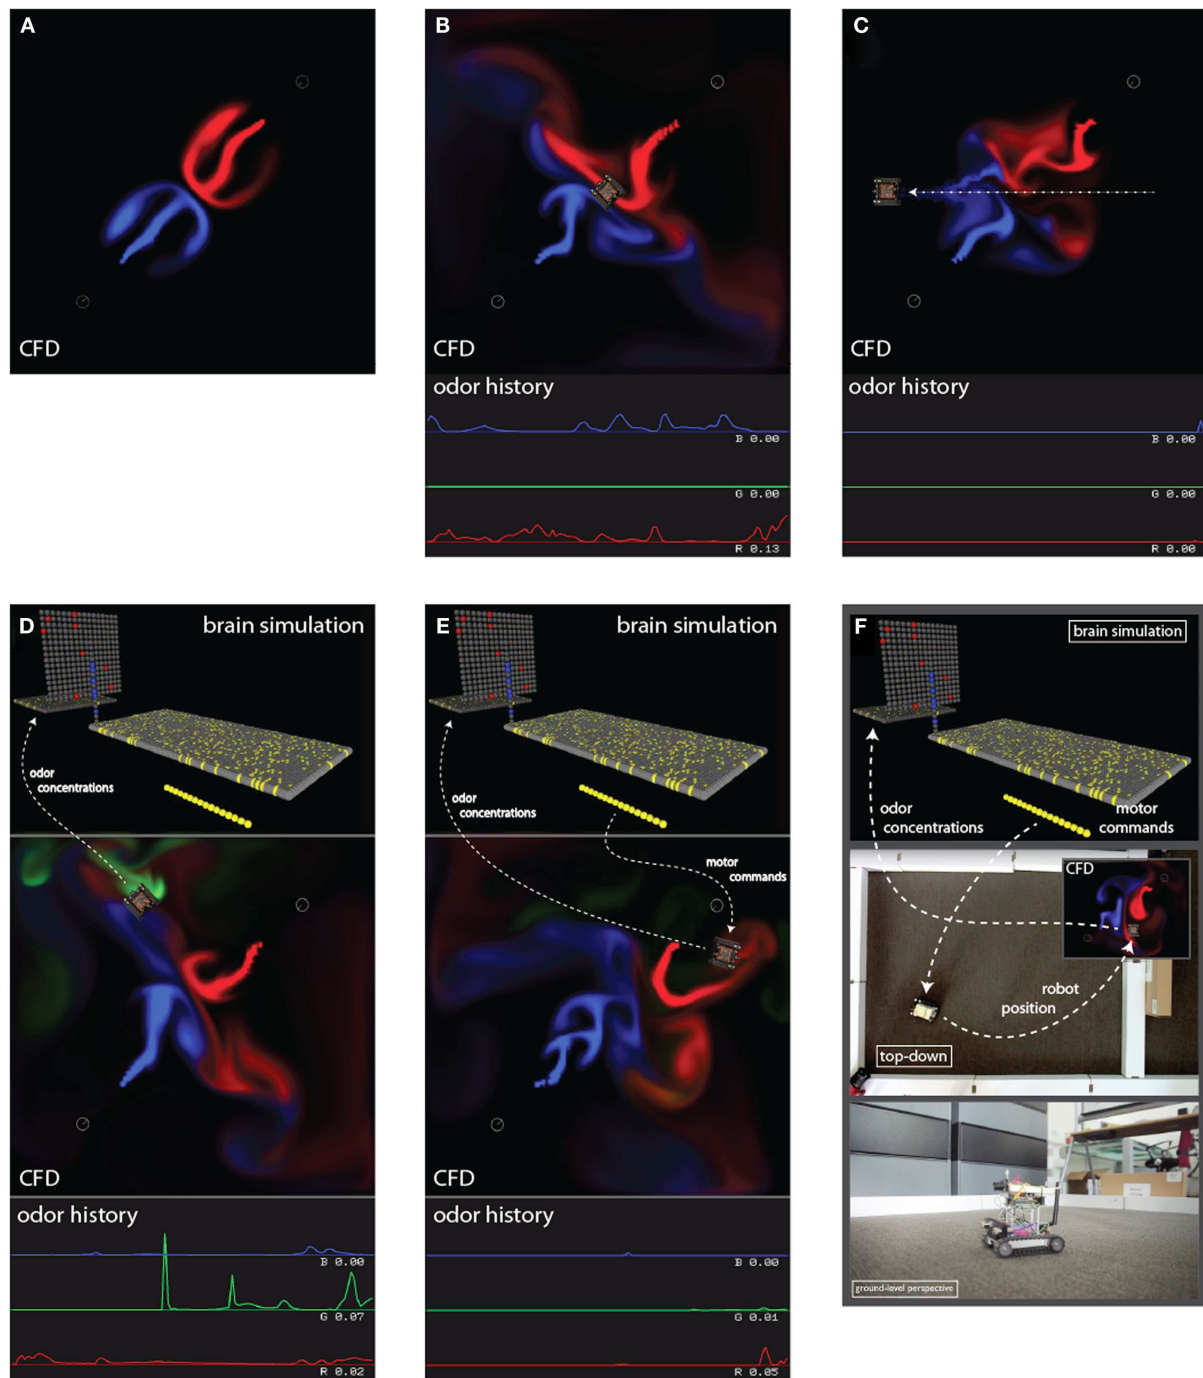 A
CFD
B
CFD
odor history
B 0.00
G 0.00
R 0.13
C
CFD
odor history
B 0.00
G 0.00
R 0.00
D
brain simulation
odor
concentrations
CFD
odor history
B 0.00
G 0.07
R 0.02
E
brain simulation
odor
concentrations
motor
commands
CFD
odor history
B 0.00
G 0.01
R 0.05
F
brain simulation
odor
concentrations
motor
commands
CFD
robot
position
top-down
ground-level perspective